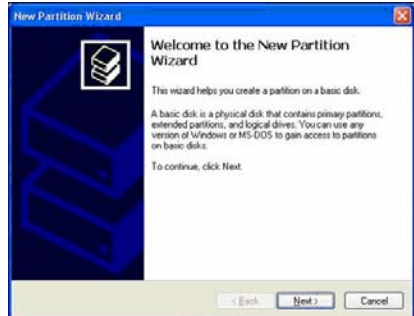 New Partition Wizard
Welcome to the New Partition
Wizard
This wizard helps you create a partition on a basic disk.
A basic disk is a physical disk that contains primary partitions,
extended partitions, and logical drives. You can use any
version of Windows or MS-DOS to gain access to partitions
on basic disks.
To continue, click Next.
< Back Next > Cancel